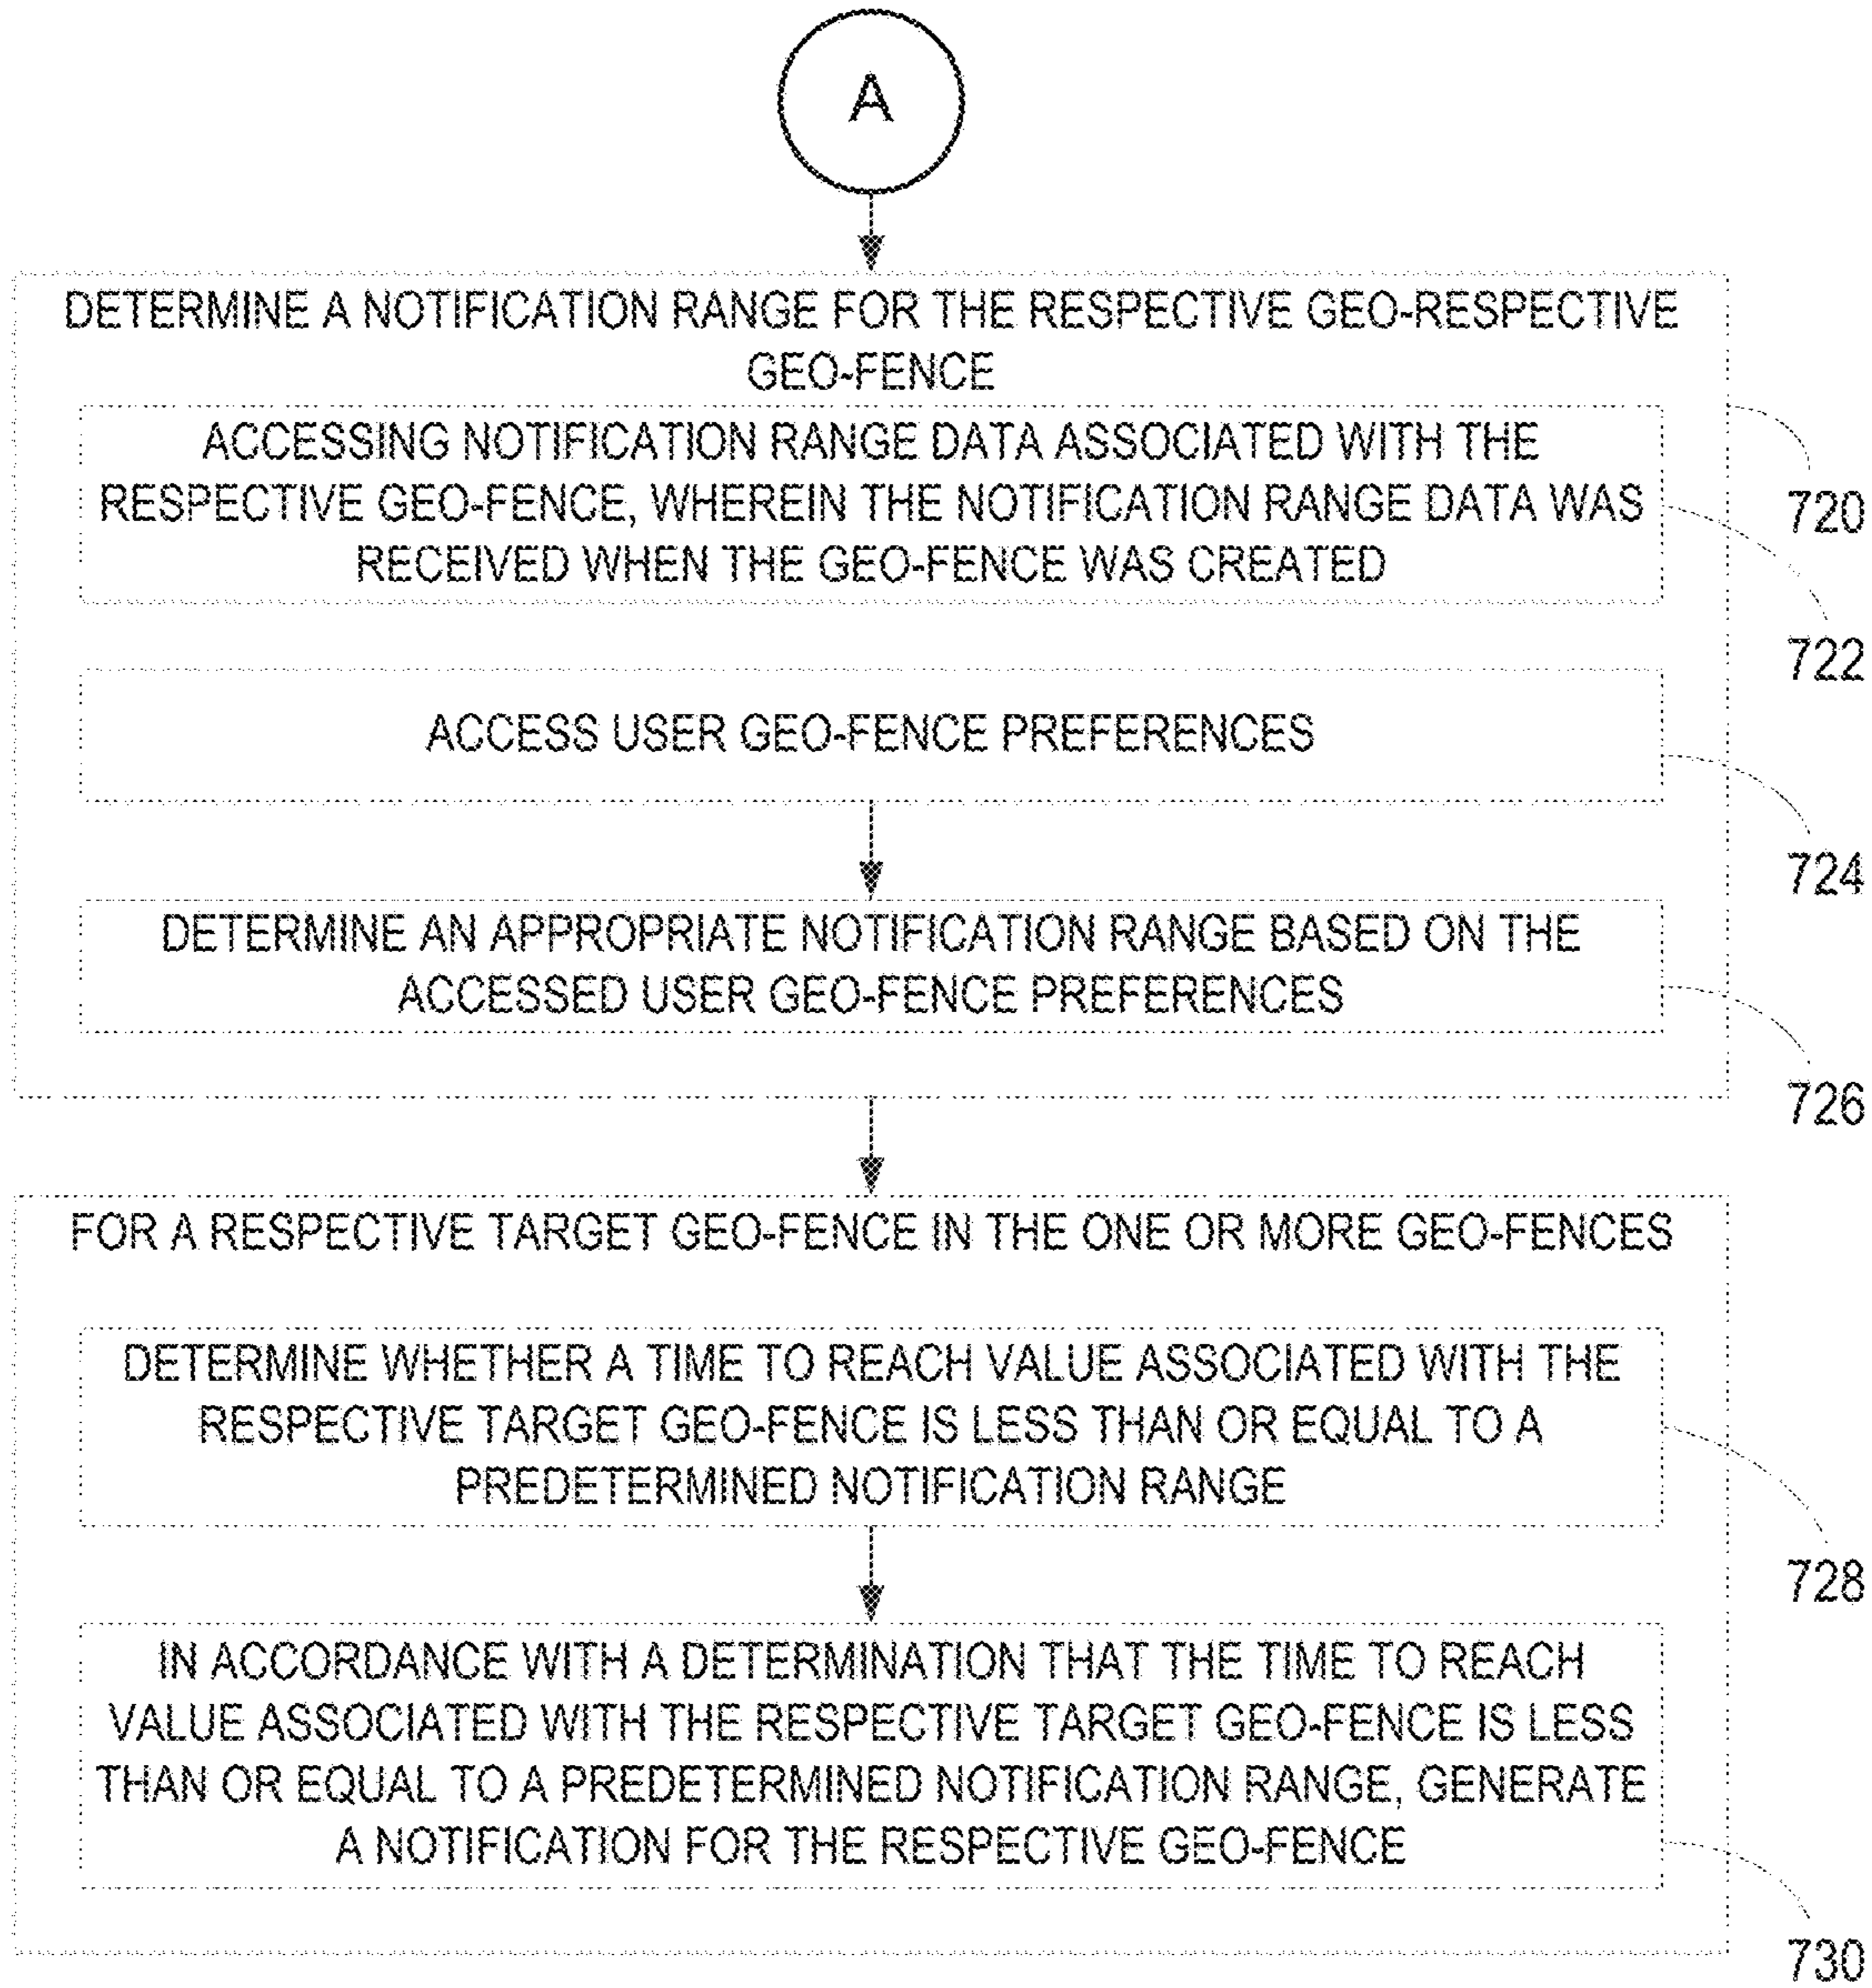 A
DETERMINE A NOTIFICATION RANGE FOR THE RESPECTIVE GEO-RESPECTIVE
GEO-FENCE
ACCESSING NOTIFICATION RANGE DATA ASSOCIATED WITH THE
RESPECTIVE GEO-FENCE, WHEREIN THE NOTIFICATION RANGE DATA WAS
RECEIVED WHEN THE GEO-FENCE WAS CREATED
720
722
ACCESS USER GEO-FENCE PREFERENCES
724
DETERMINE AN APPROPRIATE NOTIFICATION RANGE BASED ON THE
ACCESSED USER GEO-FENCE PREFERENCES
726
FOR A RESPECTIVE TARGET GEO-FENCE IN THE ONE OR MORE GEO-FENCES
DETERMINE WHETHER A TIME TO REACH VALUE ASSOCIATED WITH THE
RESPECTIVE TARGET GEO-FENCE IS LESS THAN OR EQUAL TO A
PREDETERMINED NOTIFICATION RANGE
728
IN ACCORDANCE WITH A DETERMINATION THAT THE TIME TO REACH
VALUE ASSOCIATED WITH THE RESPECTIVE TARGET GEO-FENCE IS LESS
THAN OR EQUAL TO A PREDETERMINED NOTIFICATION RANGE, GENERATE
A NOTIFICATION FOR THE RESPECTIVE GEO-FENCE
730